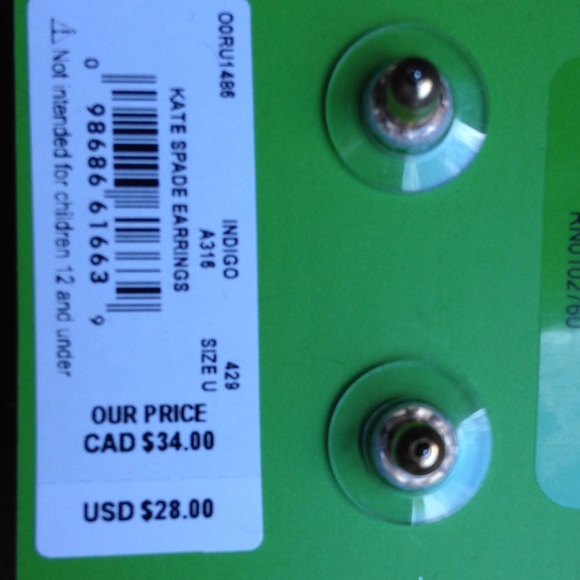 O0RU1486
INDIGO 429
A316 SIZE U
KATE SPADE EARRINGS
0 98686 61663 9
⚠ Not intended for children 12 and under
OUR PRICE
CAD $34.00
USD $28.00